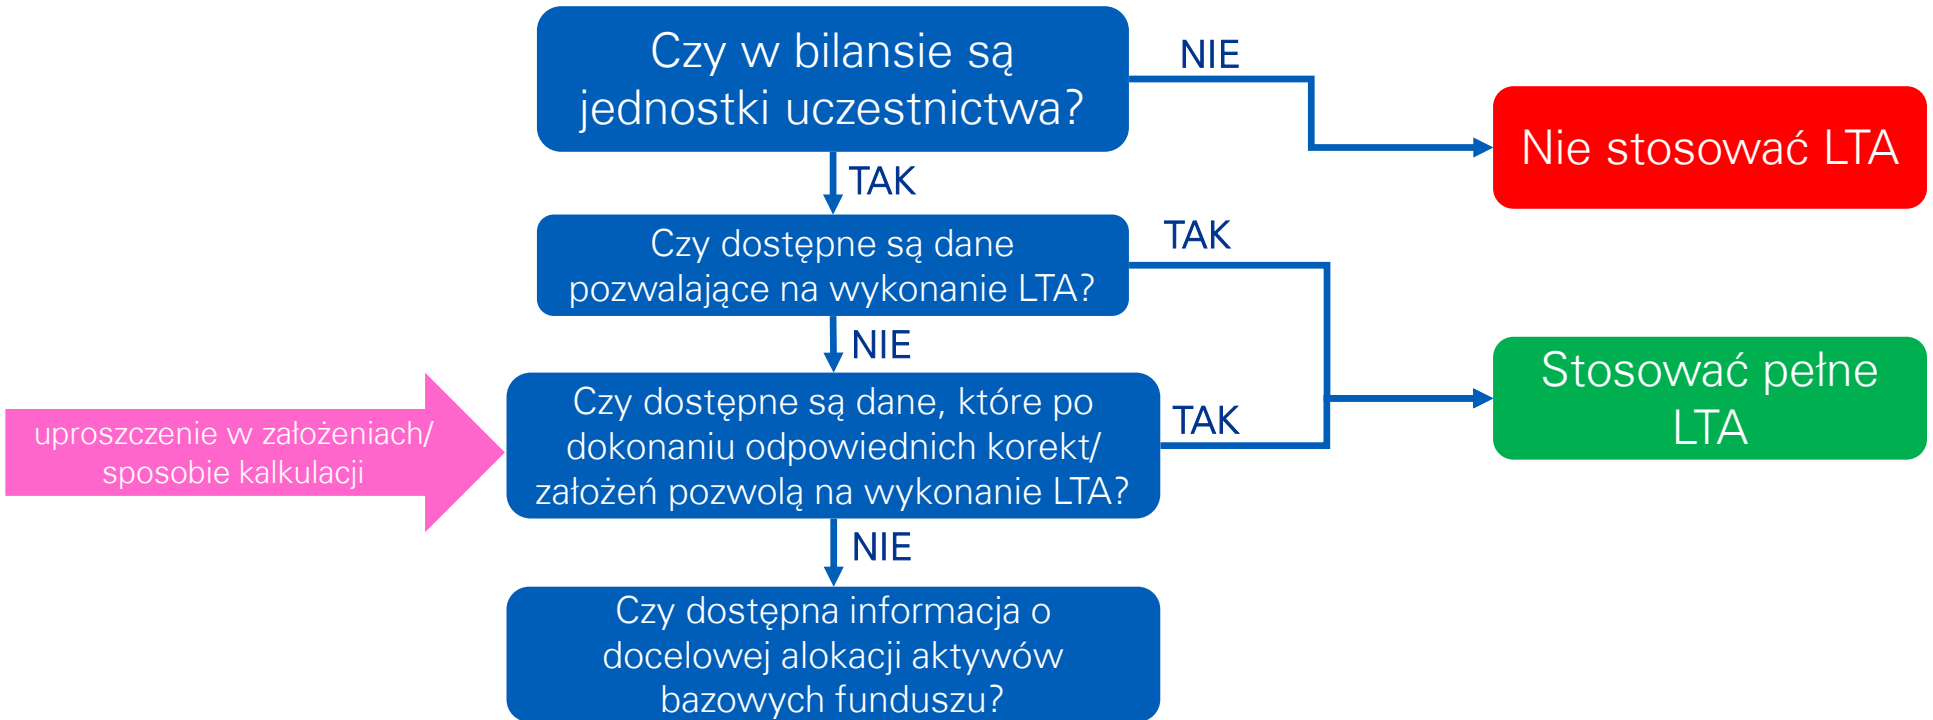 Czy w bilansie są
jednostki uczestnictwa?
NIE
Nie stosować LTA
TAK
Czy dostępne są dane
pozwalające na wykonanie LTA?
TAK
NIE
Stosować pełne
LTA
uproszczenie w założeniach/
sposobie kalkulacji
Czy dostępne są dane, które po
dokonaniu odpowiednich korekt/
założeń pozwolą na wykonanie LTA?
TAK
NIE
Czy dostępna informacja o
docelowej alokacji aktywów
bazowych funduszu?